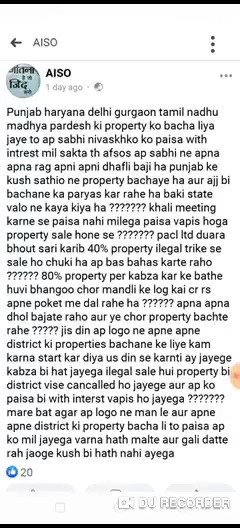 AISO
जीतना है तो
जिद
AISO
1 day ago
Punjab haryana delhi gurgaon tamil nadhu
madhya pardesh ki property ko bacha liya
jaye to ap sabhi nivaskhko ko paisa with
intrest mil sakta th afsos ap sabhi ne apna
apna rag apni apni dhafli baji ha punjab ke
kush sathio ne property bachaye ha aur ajj bi
bachane ka paryas kar rahe ha baki state
valo ne kaya kiya ha ??????? khali meeting
karne se paisa nahi milega paisa vapis hoga
property sale hone se ??????? pacl ltd duara
bhout sari karib 40% property ilegal trike se
sale ho chuki ha ap bas bahas karte raho
?????? 80% property per kabza kar ke bathe
huvi bhangoo chor mandli ke log kai cr rs
apne poket me dal rahe ha ?????? apna apna
dhol bajate raho aur ye chor property bachte
rahe ????? jis din ap logo ne apne apne
district ki properties bachane ke liye kam
karna start kar diya us din se karnti ay jayege
kabza bi hat jayega ilegal sale hui property bi
district vise cancalled ho jayege aur ap ko
paisa bi with interst vapis ho jayega ???????
mare bat agar ap logo ne man le aur apne
apne district ki property bacha li to paisa ap
ko mil jayega varna hath malte aur gali datte
rah jaoge kush bi hath nahi ayega
20
DU RECORDER